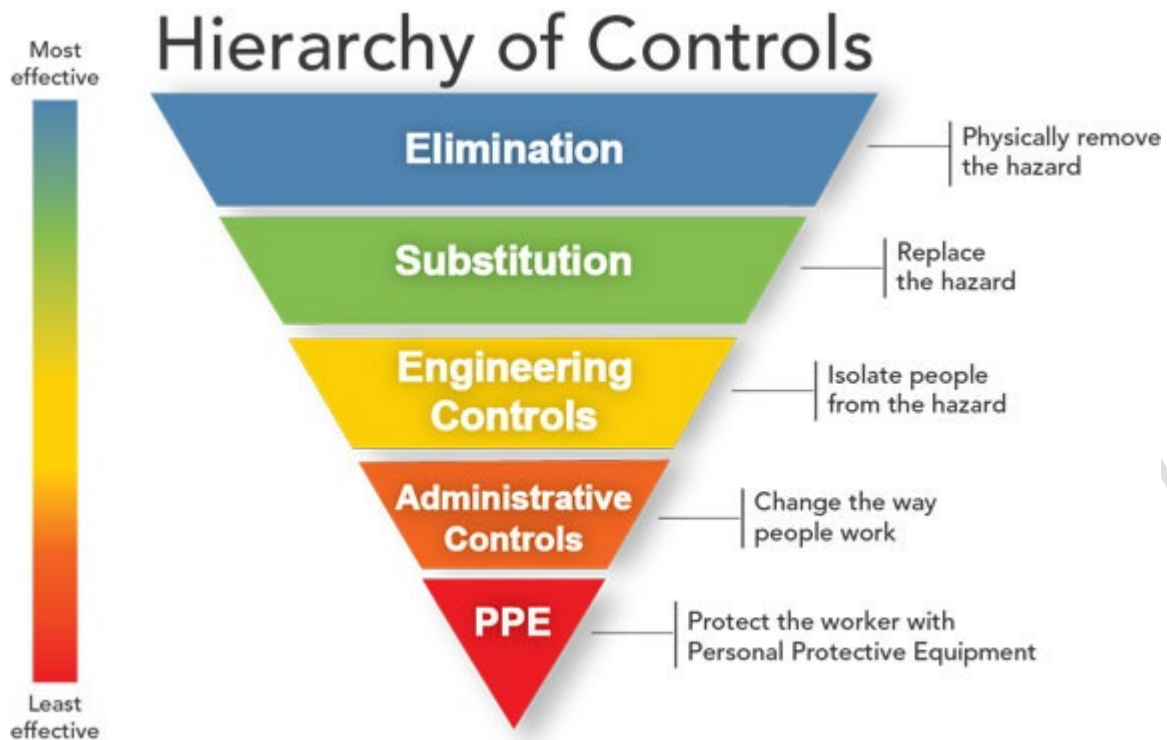 Hierarchy of Controls
Most
effective
Elimination
Physically remove
the hazard
Substitution
Replace
the hazard
Engineering
Controls
Isolate people
from the hazard
Administrative
Controls
Change the way
people work
PPE
Protect the worker with
Personal Protective Equipment
Least
effective